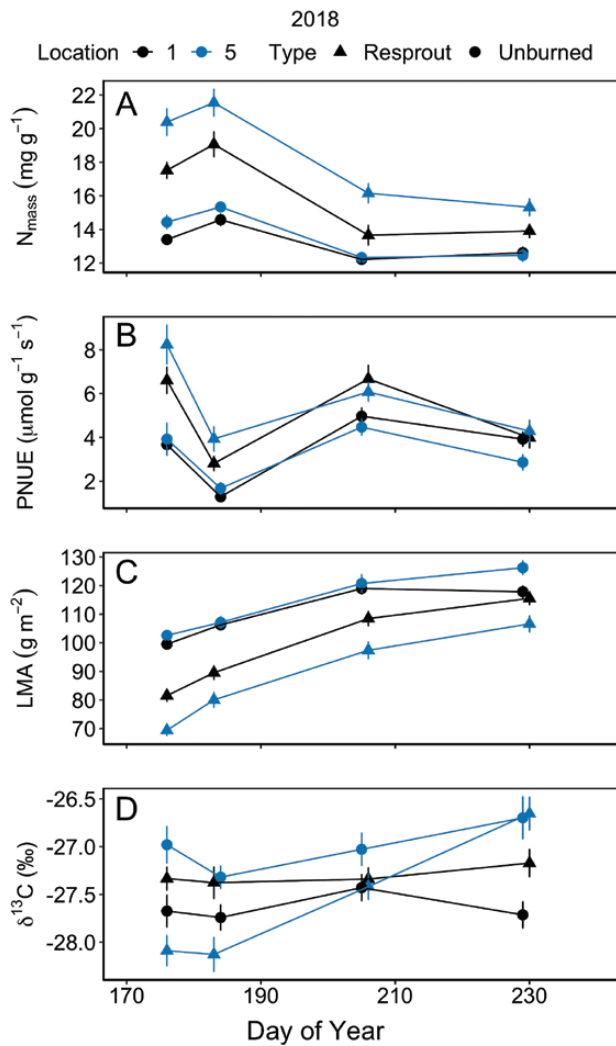 2018
Location 1 5 Type Resprout Unburned
A
N_mass (mg g⁻¹)
22
20
18
16
14
12
B
PNUE (μmol g⁻¹ s⁻¹)
8
6
4
2
C
LMA (g m⁻²)
130
120
110
100
90
80
70
D
δ¹³C (‰)
-26.5
-27.0
-27.5
-28.0
170 190 210 230
Day of Year